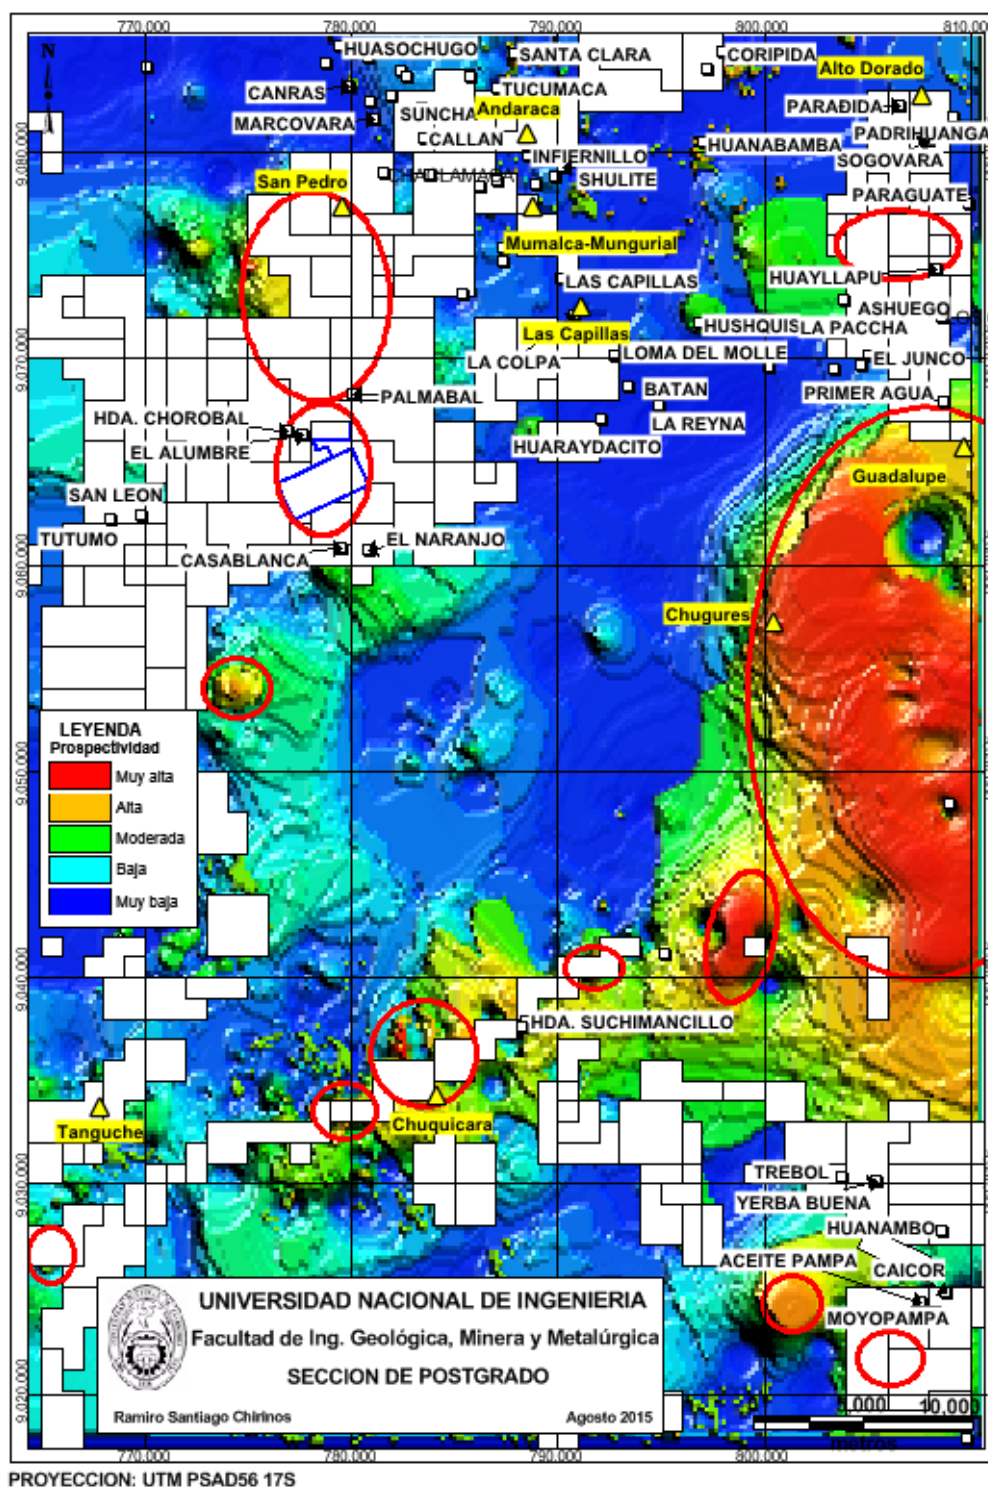 770.000 780.000 790.000 800.000 810.000
N
HUASOCHUGO
SANTA CLARA
CORIPIDA
Alto Dorado
CANRAS
TUCUMACA
PARADIDA
SUNCHA
Andaraca
MARCOVARA
CALLAN
PADRIHUANGA
HUANABAMBA
INFIERNILLO
SOGOVARA
SHULITE
San Pedro
PARAGUATE
9.080.000
Mumalca-Mungurial
LAS CAPILLAS
HUAYLLAPU
ASHUEGO
Las Capillas
HUSHQUIS
LA PACCHA
LA COLPA
LOMA DEL MOLLE
EL JUNCO
9.070.000
PALMABAL
BATAN
PRIMER AGUA
HDA. CHOROBAL
LA REYNA
EL ALUMBRE
HUARAYDACITO
Guadalupe
SAN LEON
TUTUMO
EL NARANJO
CASABLANCA
9.060.000
Chugures
LEYENDA
Prospectividad
Muy alta
Alta
Moderada
Baja
Muy baja
9.050.000
9.040.000
HDA. SUCHIMANCILLO
Chuquicara
Tanguche
9.030.000
TREBOL
YERBA BUENA
HUANAMBO
ACEITE PAMPA
CAICOR
MOYOPAMPA
UNIVERSIDAD NACIONAL DE INGENIERIA
Facultad de Ing. Geológica, Minera y Metalúrgica
SECCION DE POSTGRADO
Ramiro Santiago Chirinos
Agosto 2015
9.020.000
10,000
metros
770.000 780.000 790.000 800.000
PROYECCION: UTM PSAD56 17S